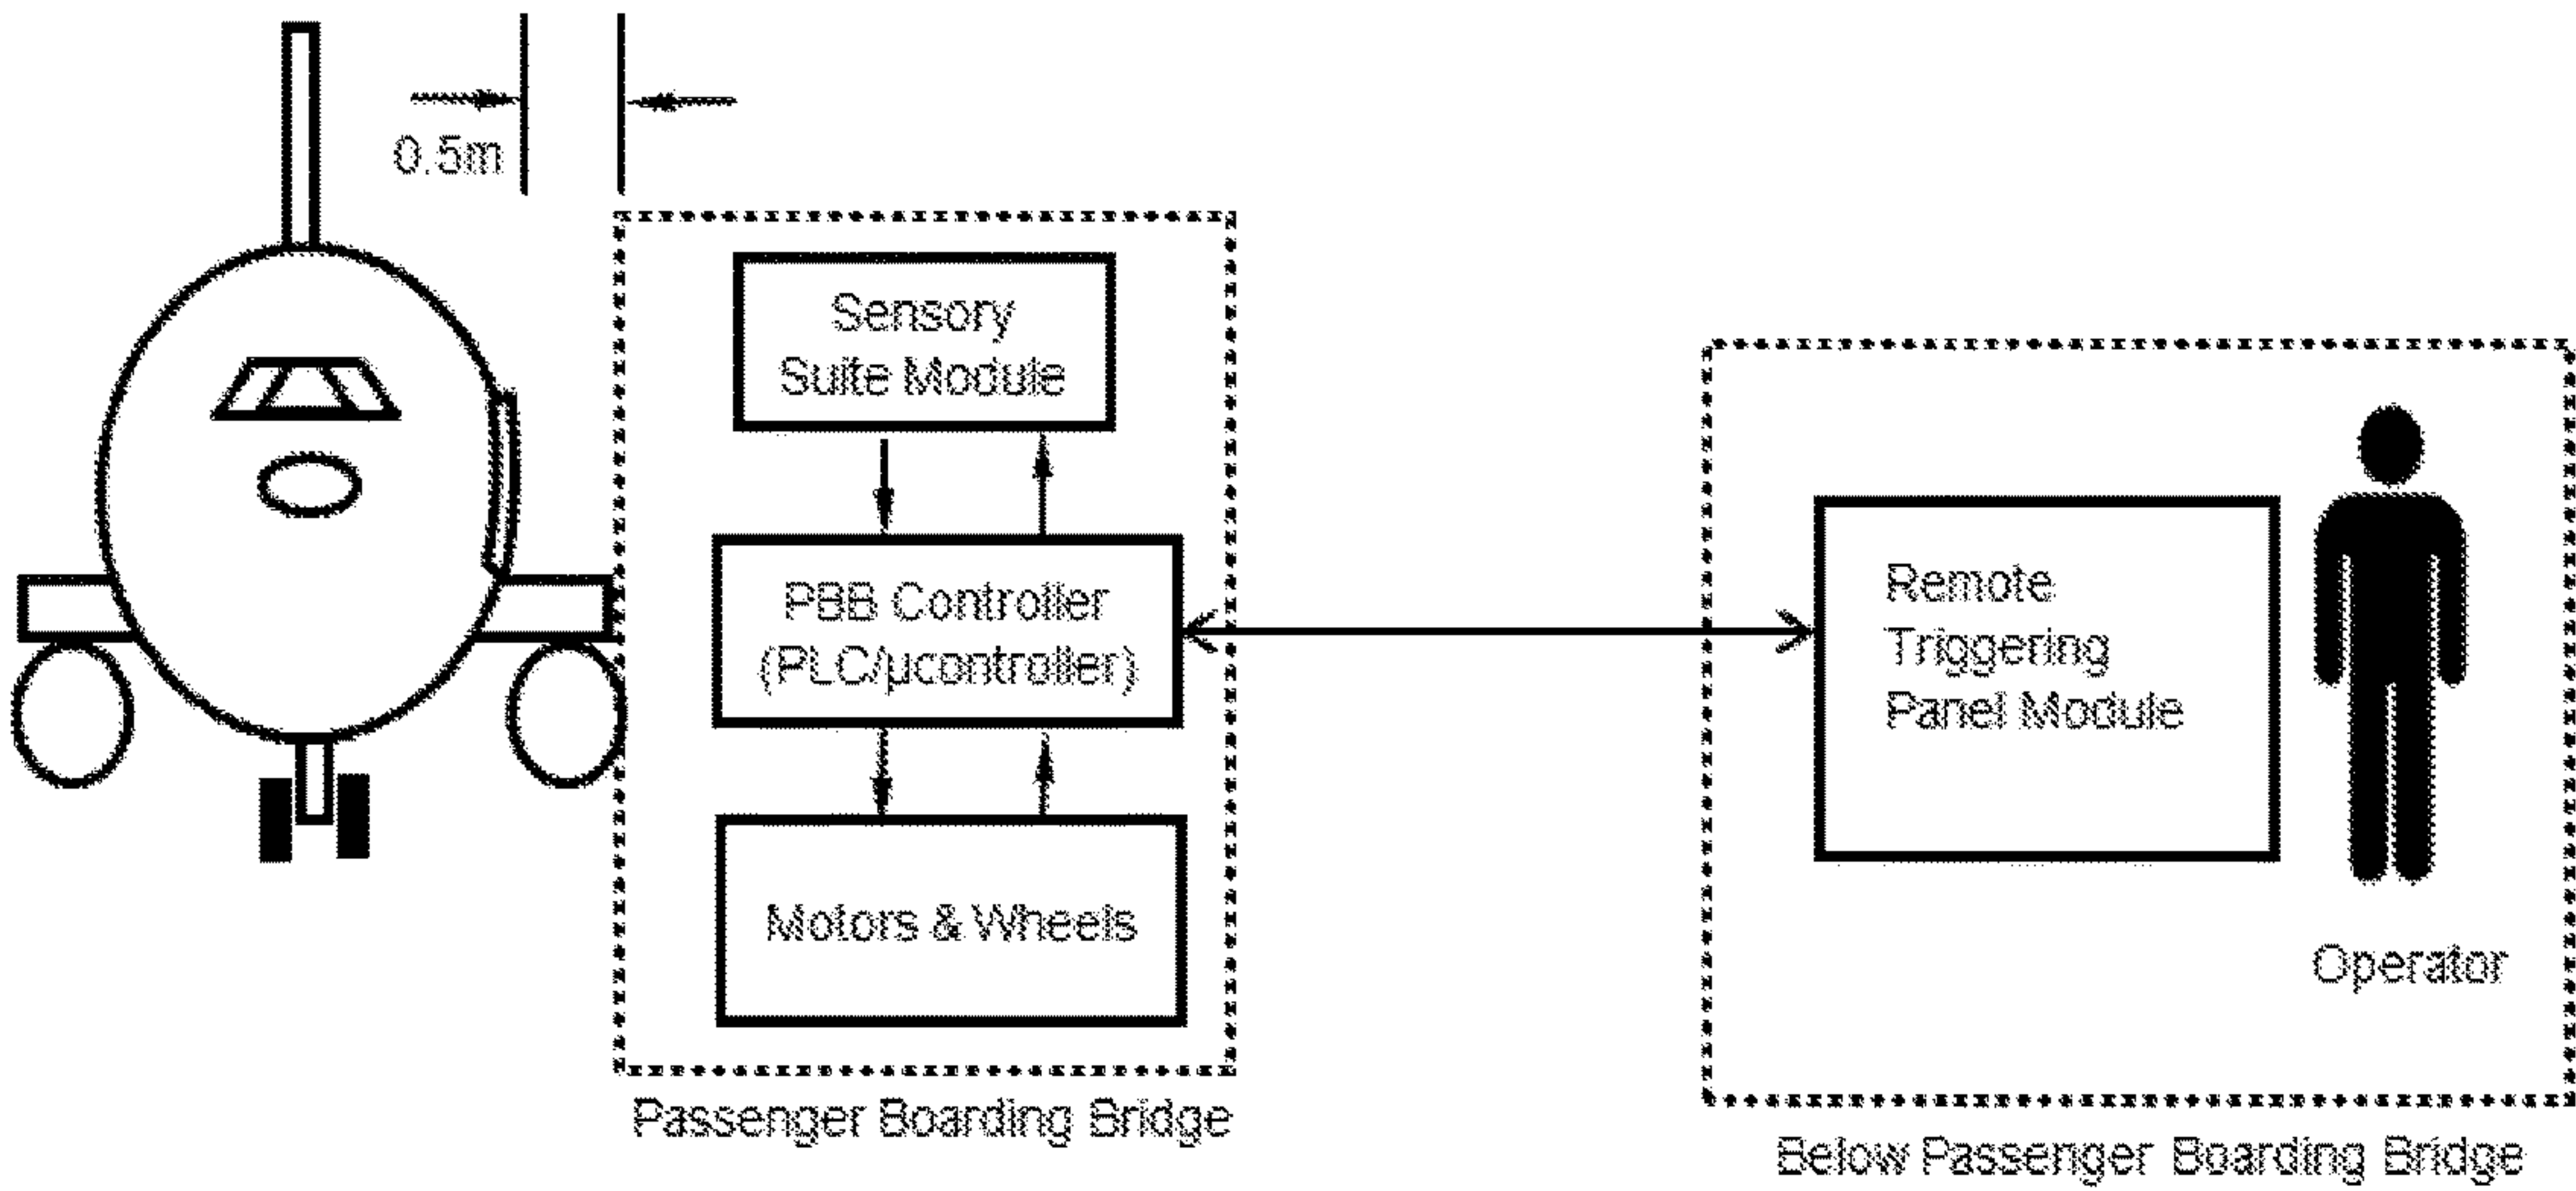 0.5m
Sensory
Suite Module
PBB Controller
(PLC/µcontroller)
Motors & Wheels
Passenger Boarding Bridge
Remote
Triggering
Panel Module
Operator
Below Passenger Boarding Bridge